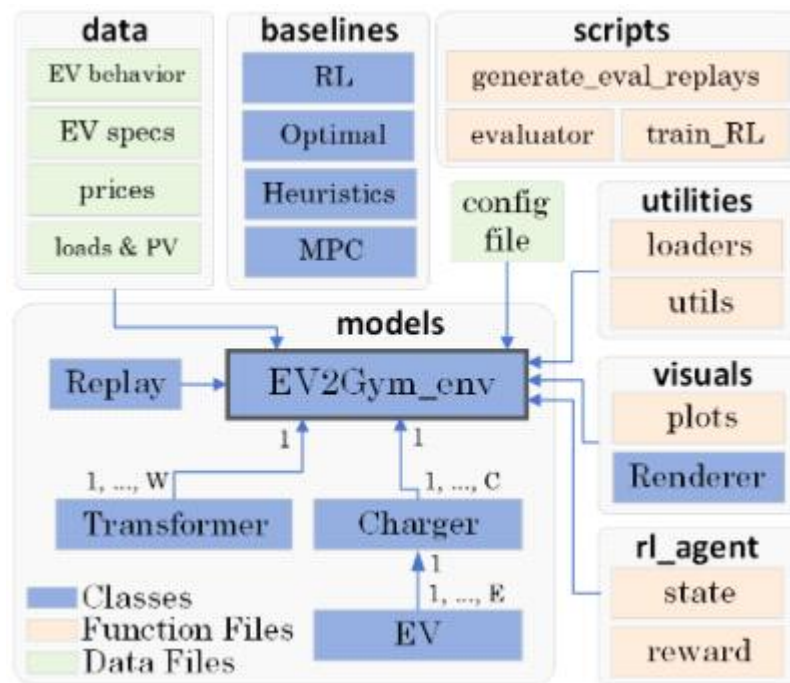 data
EV behavior
EV specs
prices
loads & PV
baselines
RL
Optimal
Heuristics
MPC
scripts
generate_eval_replays
evaluator
train_RL
config
file
utilities
loaders
utils
models
Replay
EV2Gym_env
visuals
plots
Renderer
1
1
1, ..., W
1, ..., C
Transformer
Charger
1
1, ..., E
EV
rl_agent
state
reward
Classes
Function Files
Data Files